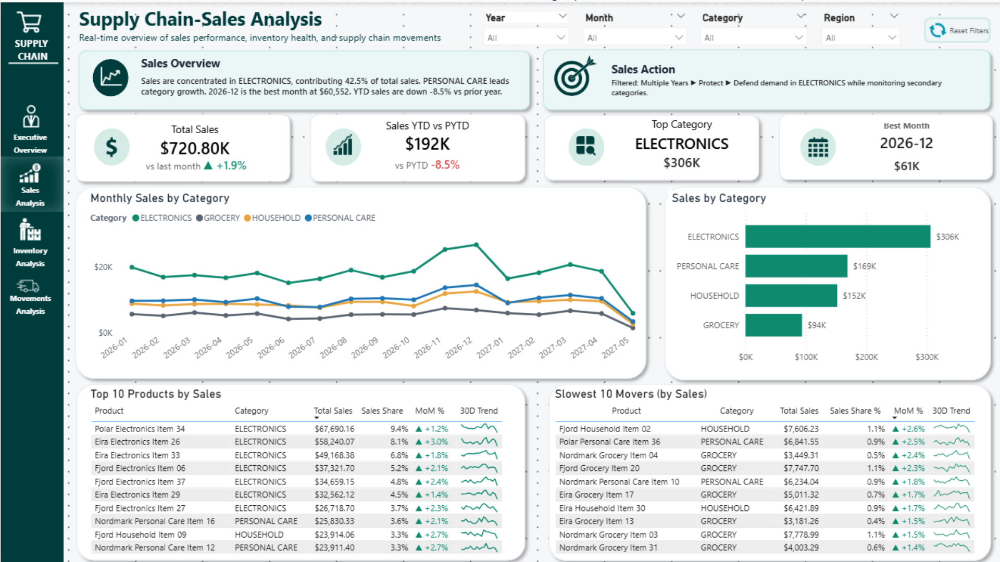 SUPPLY
CHAIN
Executive
Overview
Sales
Analysis
Inventory
Analysis
Movements
Analysis
Supply Chain-Sales Analysis
Real-time overview of sales performance, inventory health, and supply chain movements
Year
All
Month
All
Category
All
Region
All
Reset Filters
Sales Overview
Sales are concentrated in ELECTRONICS, contributing 42.5% of total sales. PERSONAL CARE leads
category growth. 2026-12 is the best month at $60,552. YTD sales are down -8.5% vs prior year.
Sales Action
Filtered: Multiple Years ► Protect ► Defend demand in ELECTRONICS while monitoring secondary
categories.
Total Sales
$720.80K
vs last month ▲ +1.9%
Sales YTD vs PYTD
$192K
vs PYTD -8.5%
Top Category
ELECTRONICS
$306K
Best Month
2026-12
$61K
Monthly Sales by Category
Category ELECTRONICS GROCERY HOUSEHOLD PERSONAL CARE
$20K
$0K
2026-01 2026-02 2026-03 2026-04 2026-05 2026-06 2026-07 2026-08 2026-09 2026-10 2026-11 2026-12 2027-01 2027-02 2027-03 2027-04 2027-05
Sales by Category
ELECTRONICS $306K
PERSONAL CARE $169K
HOUSEHOLD $152K
GROCERY $94K
$0K $100K $200K $300K
Top 10 Products by Sales
Product Category Total Sales Sales Share MoM % 30D Trend
Polar Electronics Item 34 ELECTRONICS $67,690.16 9.4% ▲ +1.2%
Eira Electronics Item 26 ELECTRONICS $58,240.07 8.1% ▲ +3.0%
Eira Electronics Item 33 ELECTRONICS $49,168.38 6.8% ▲ +1.8%
Fjord Electronics Item 06 ELECTRONICS $37,321.70 5.2% ▲ +2.1%
Fjord Electronics Item 37 ELECTRONICS $34,659.15 4.8% ▲ +2.4%
Eira Electronics Item 29 ELECTRONICS $32,562.12 4.5% ▲ +1.4%
Fjord Electronics Item 27 ELECTRONICS $26,718.70 3.7% ▲ +2.3%
Nordmark Personal Care Item 16 PERSONAL CARE $25,830.33 3.6% ▲ +2.1%
Fjord Household Item 09 HOUSEHOLD $23,914.06 3.3% ▲ +2.7%
Nordmark Personal Care Item 12 PERSONAL CARE $23,911.40 3.3% ▲ +2.7%
Slowest 10 Movers (by Sales)
Product Category Total Sales Sales Share % MoM % 30D Trend
Fjord Household Item 02 HOUSEHOLD $7,606.23 1.1% ▲ +2.6%
Polar Personal Care Item 36 PERSONAL CARE $6,841.55 0.9% ▲ +2.5%
Nordmark Grocery Item 04 GROCERY $3,449.31 0.5% ▲ +2.4%
Fjord Grocery Item 20 GROCERY $7,747.70 1.1% ▲ +2.3%
Nordmark Personal Care Item 10 PERSONAL CARE $6,234.04 0.9% ▲ +1.8%
Eira Grocery Item 17 GROCERY $5,011.32 0.7% ▲ +1.7%
Eira Household Item 30 HOUSEHOLD $6,421.89 0.9% ▲ +1.7%
Eira Grocery Item 13 GROCERY $3,181.26 0.4% ▲ +1.5%
Nordmark Grocery Item 03 GROCERY $7,778.99 1.1% ▲ +1.5%
Nordmark Grocery Item 31 GROCERY $4,003.29 0.6% ▲ +1.4%